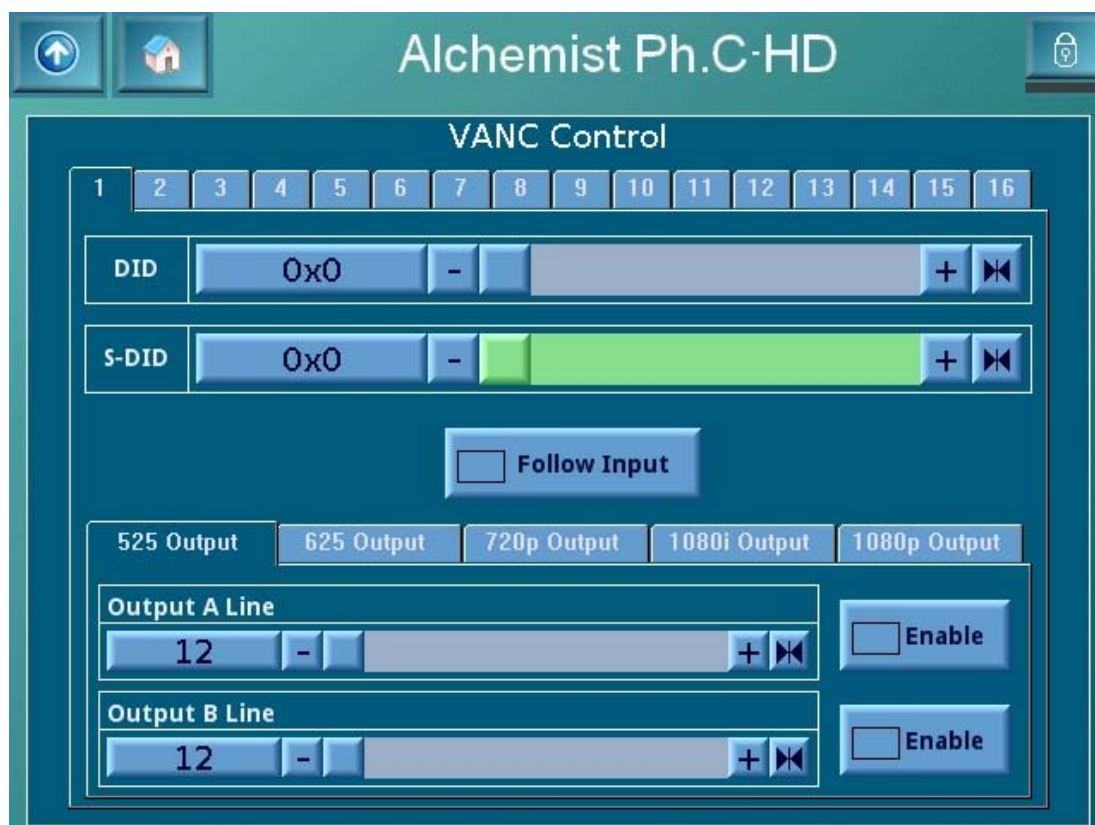 Alchemist Ph.C-HD
VANC Control
1 2 3 4 5 6 7 8 9 10 11 12 13 14 15 16
DID 0x0 - +
S-DID 0x0 - +
Follow Input
525 Output 625 Output 720p Output 1080i Output 1080p Output
Output A Line
12 - + Enable
Output B Line
12 - + Enable